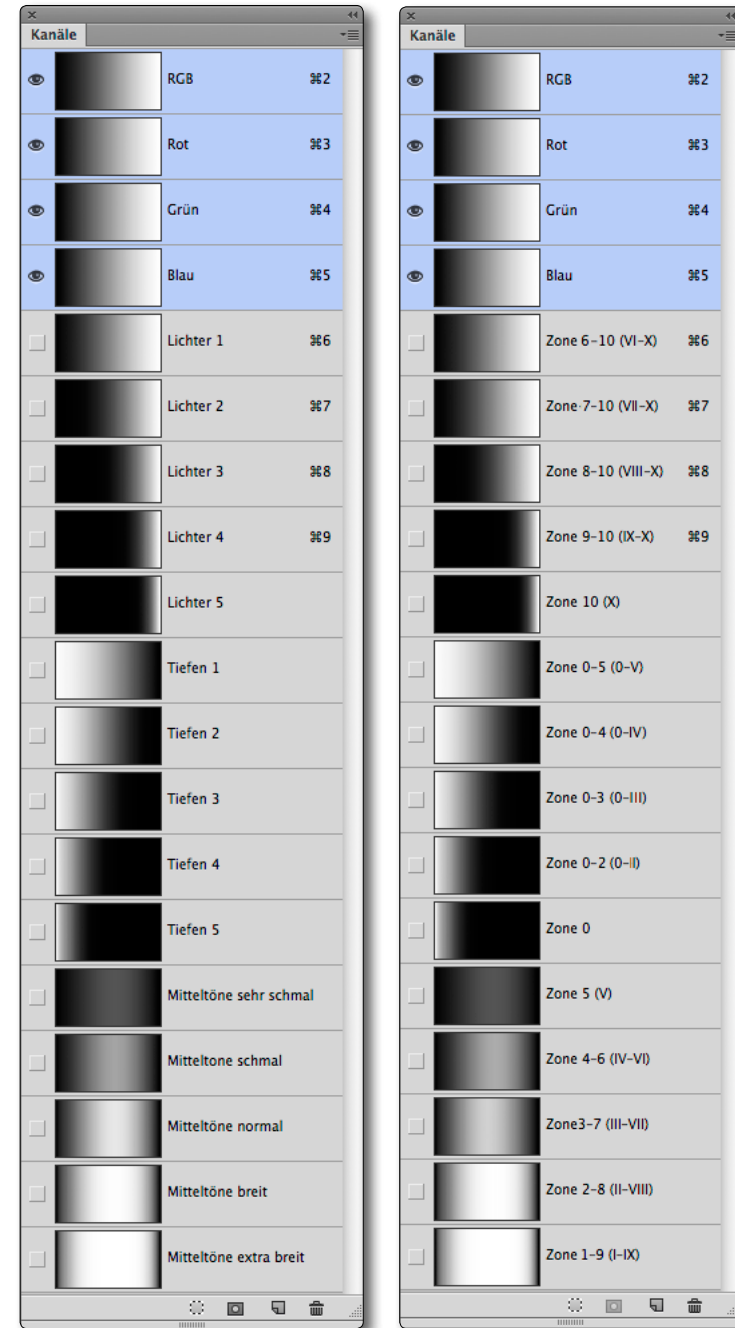 Kanäle
RGB ⌘2
Rot ⌘3
Grün ⌘4
Blau ⌘5
Lichter 1 ⌘6
Lichter 2 ⌘7
Lichter 3 ⌘8
Lichter 4 ⌘9
Lichter 5
Tiefen 1
Tiefen 2
Tiefen 3
Tiefen 4
Tiefen 5
Mitteltöne sehr schmal
Mitteltone schmal
Mitteltöne normal
Mitteltöne breit
Mitteltöne extra breit
Kanäle
RGB ⌘2
Rot ⌘3
Grün ⌘4
Blau ⌘5
Zone 6-10 (VI-X) ⌘6
Zone·7-10 (VII-X) ⌘7
Zone 8-10 (VIII-X) ⌘8
Zone 9-10 (IX-X) ⌘9
Zone 10 (X)
Zone 0-5 (0-V)
Zone 0-4 (0-IV)
Zone 0-3 (0-III)
Zone 0-2 (0-II)
Zone 0
Zone 5 (V)
Zone 4-6 (IV-VI)
Zone3-7 (III-VII)
Zone 2-8 (II-VIII)
Zone 1-9 (I-IX)